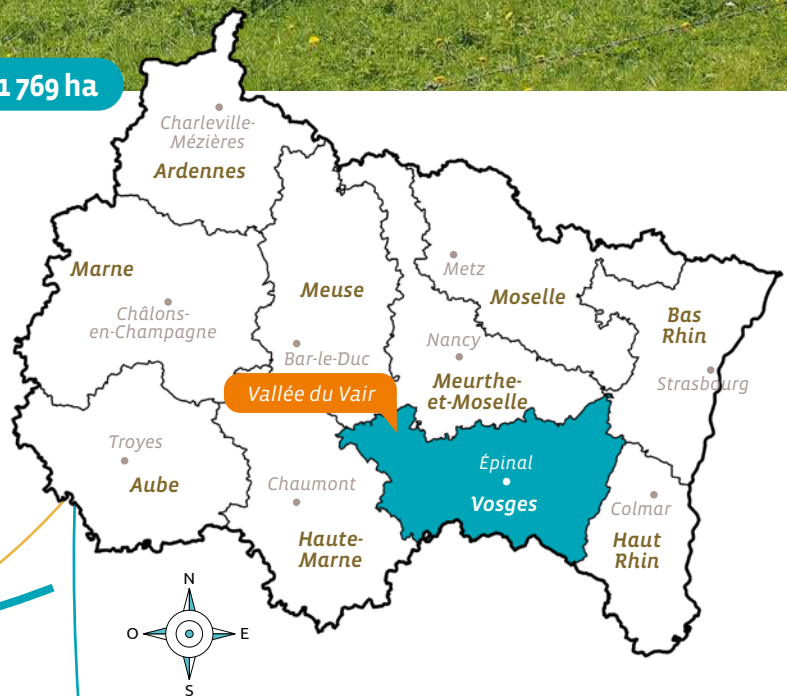 1 769 ha
Charleville-
Mézières
Ardennes
Marne
Châlons-
en-Champagne
Meuse
Bar-le-Duc
Metz
Moselle
Nancy
Meurthe-
et-Moselle
Bas
Rhin
Strasbourg
Vallée du Vair
Troyes
Aube
Chaumont
Haute-
Marne
Épinal
Vosges
Colmar
Haut
Rhin
N
O
E
S